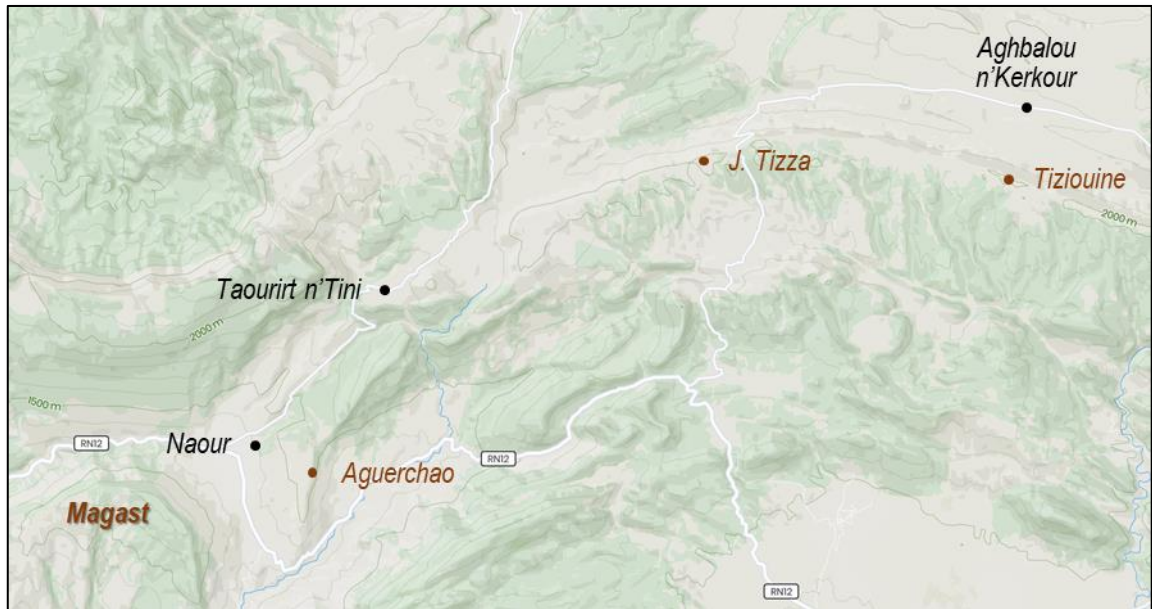 Aghbalou
n'Kerkour
J. Tizza
Tiziouine
2000 m
Taourirt n'Tini
2000 m
1500 m
RN12
Naour
RN12
Aguerchao
Magast
RN12